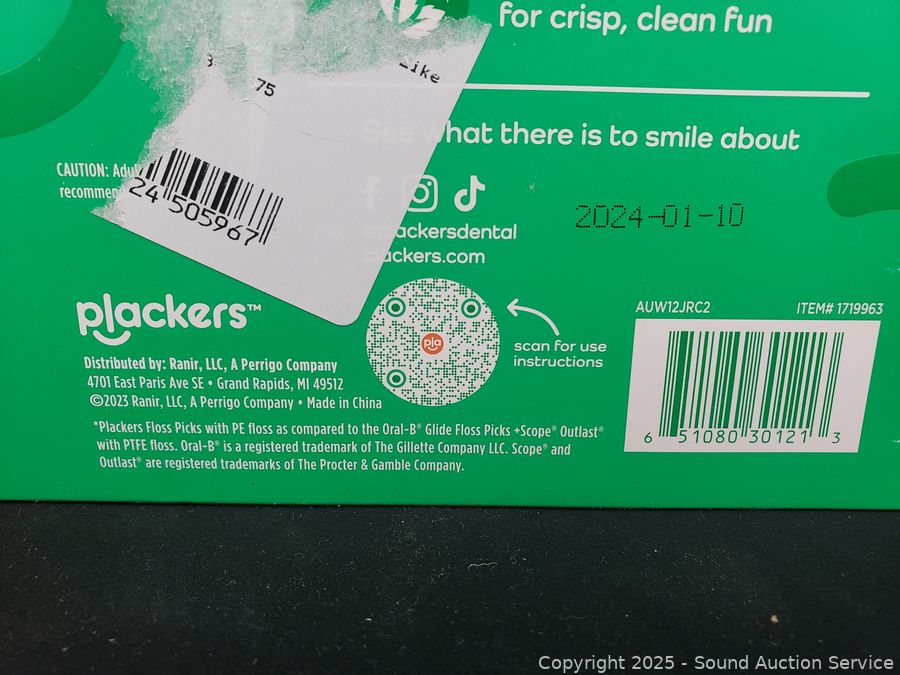 for crisp, clean fun
Like
75
See what there is to smile about
CAUTION:
24 505967
2024-01-10
plackersdental
plackers.com
plackers™
AUW12JRC2
ITEM# 1719963
pla
scan for use
instructions
Distributed by: Ranir, LLC, A Perrigo Company
4701 East Paris Ave SE • Grand Rapids, MI 49512
©2023 Ranir, LLC, A Perrigo Company • Made in China
*Plackers Floss Picks with PE floss as compared to the Oral-B® Glide Floss Picks +Scope® Outlast®
with PTFE floss. Oral-B® is a registered trademark of The Gillette Company LLC. Scope® and
Outlast® are registered trademarks of The Procter & Gamble Company.
6 51080 30121 3
Copyright 2025 - Sound Auction Service